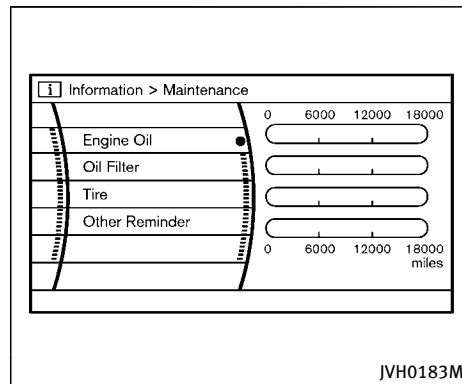 i Information > Maintenance
0 6000 12000 18000
Engine Oil
Oil Filter
Tire
Other Reminder
0 6000 12000 18000
miles
JVH0183M